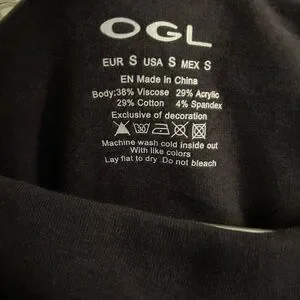 OGL
EUR S USA S MEX S
EN Made in China
Body:38% Viscose 29% Acrylic
29% Cotton 4% Spandex
Exclusive of decoration
Machine wash cold inside out
With like colors
Lay flat to dry Do not bleach